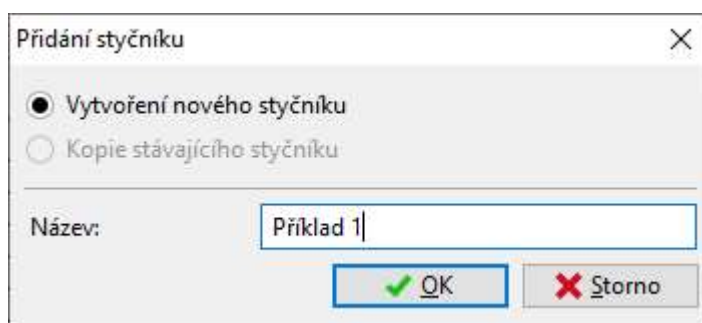 Přidání styčníku
Vytvoření nového styčníku
Kopie stávajícího styčníku
Název:
Příklad 1
OK
Storno